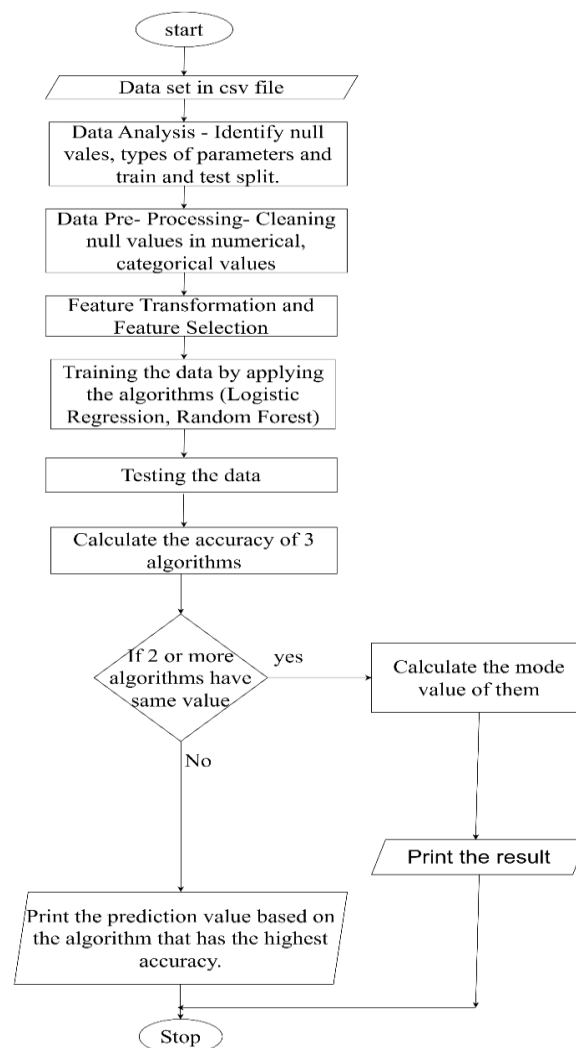 start
Data set in csv file
Data Analysis - Identify null
vales, types of parameters and
train and test split.
Data Pre- Processing- Cleaning
null values in numerical,
categorical values
Feature Transformation and
Feature Selection
Training the data by applying
the algorithms (Logistic
Regression, Random Forest)
Testing the data
Calculate the accuracy of 3
algorithms
If 2 or more
algorithms have
same value
yes
Calculate the mode
value of them
No
Print the result
Print the prediction value based on
the algorithm that has the highest
accuracy.
Stop